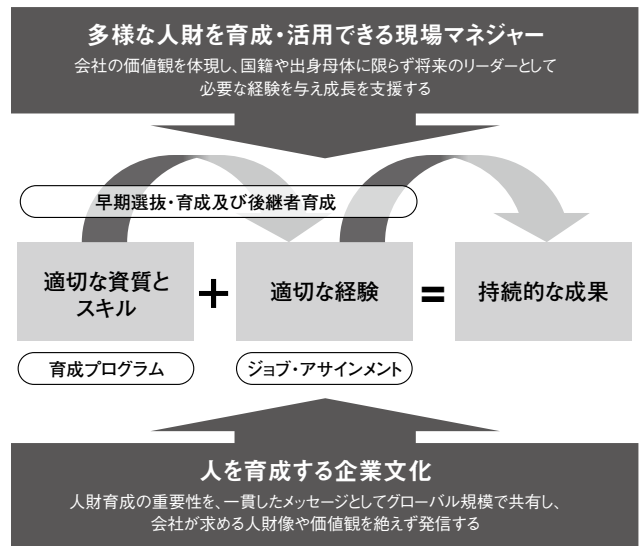 多様な人財を育成・活用できる現場マネジャー
会社の価値観を体現し、国籍や出身母体に限らず将来のリーダーとして
必要な経験を与え成長を支援する
早期選抜・育成及び後継者育成
適切な資質と
スキル
+
適切な経験
=
持続的な成果
育成プログラム
ジョブ・アサインメント
人を育成する企業文化
人財育成の重要性を、一貫したメッセージとしてグローバル規模で共有し、
会社が求める人財像や価値観を絶えず発信する